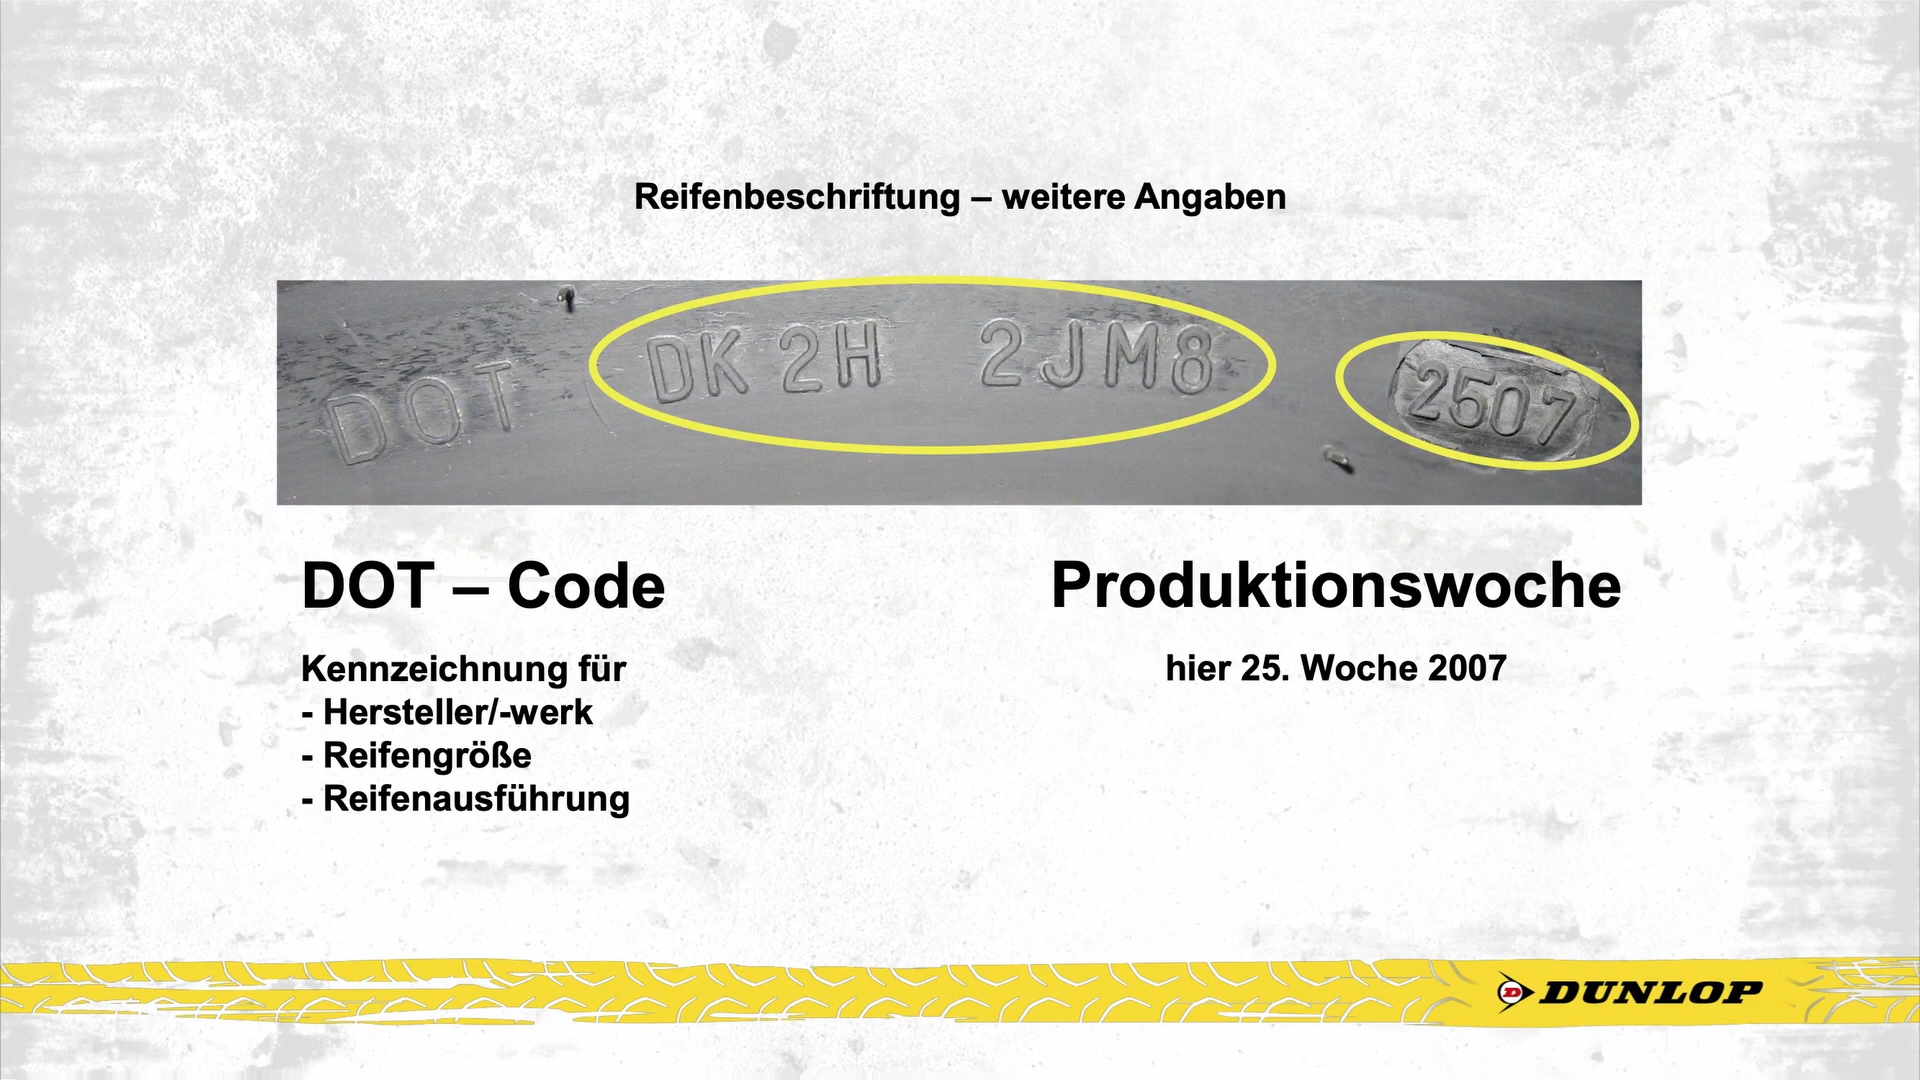 Reifenbeschriftung – weitere Angaben
DOT DK 2H 2JM8 2507
DOT – Code
Kennzeichnung für
- Hersteller/-werk
- Reifengröße
- Reifenausführung
Produktionswoche
hier 25. Woche 2007
D DUNLOP